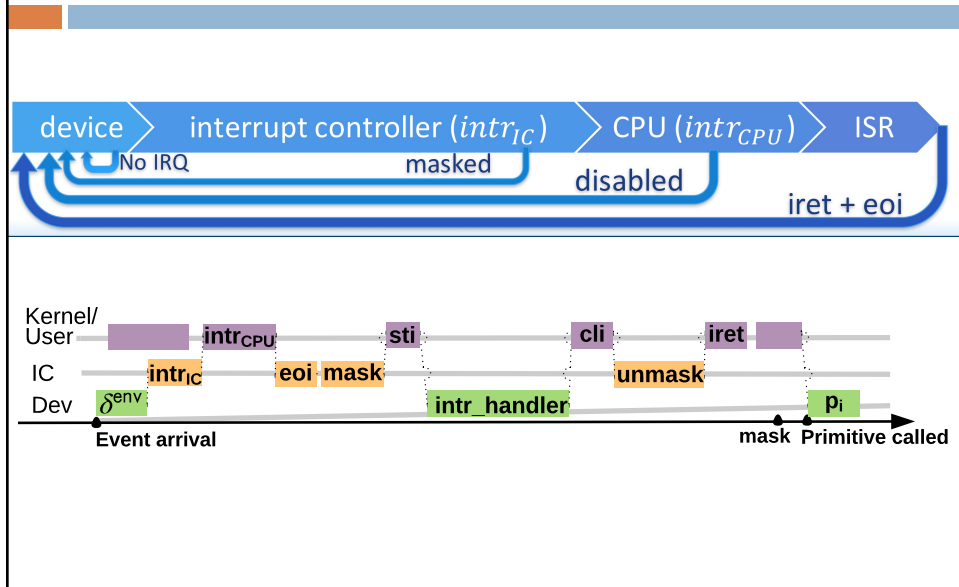 device
interrupt controller (intr_IC)
CPU (intr_CPU)
ISR
No IRQ
masked
disabled
iret + eoi
Kernel/
User
intr_CPU
sti
cli
iret
IC
intr_IC
eoi
mask
unmask
Dev
δ^env
intr_handler
p_i
Event arrival
mask
Primitive called